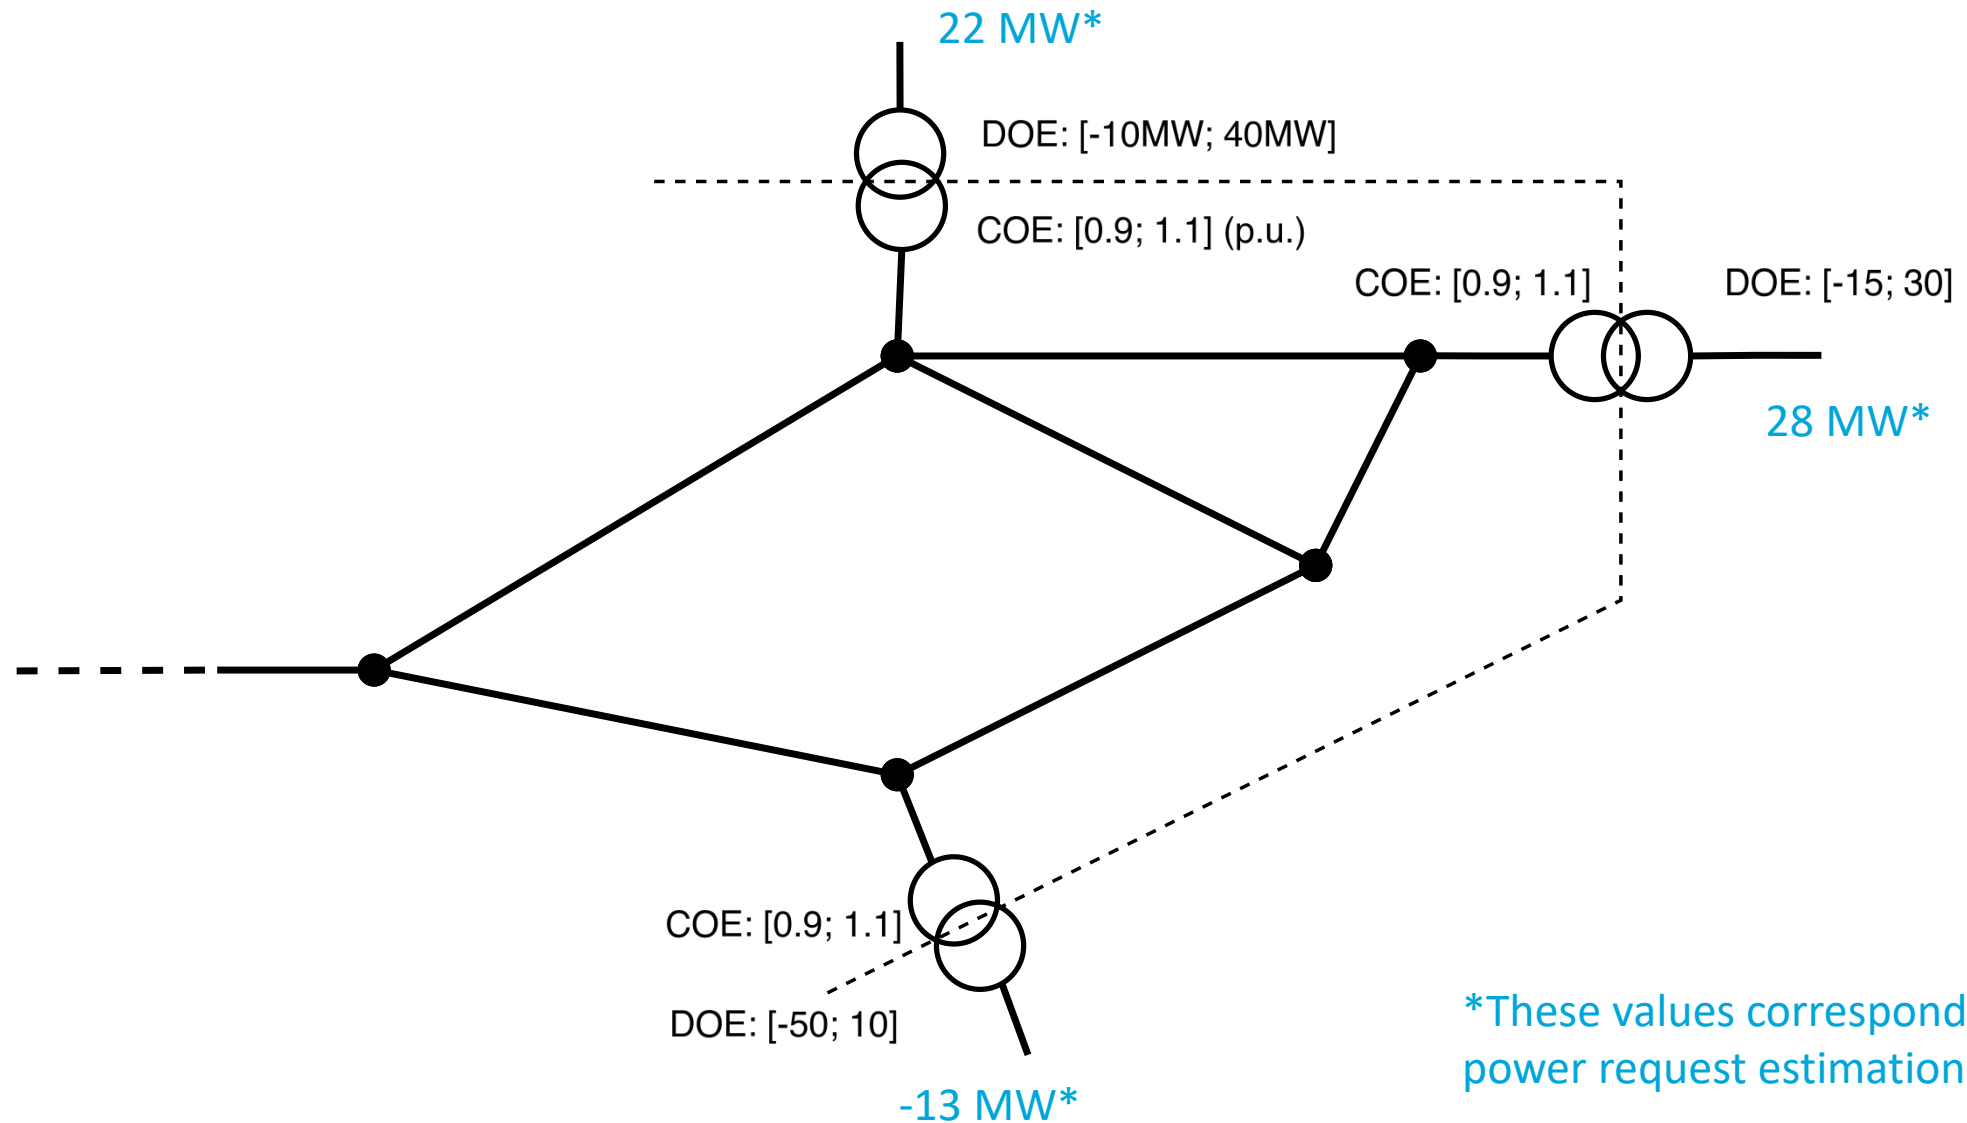 22 MW*
DOE: [-10MW; 40MW]
COE: [0.9; 1.1] (p.u.)
COE: [0.9; 1.1]
DOE: [-15; 30]
28 MW*
COE: [0.9; 1.1]
DOE: [-50; 10]
-13 MW*
*These values correspond
power request estimation